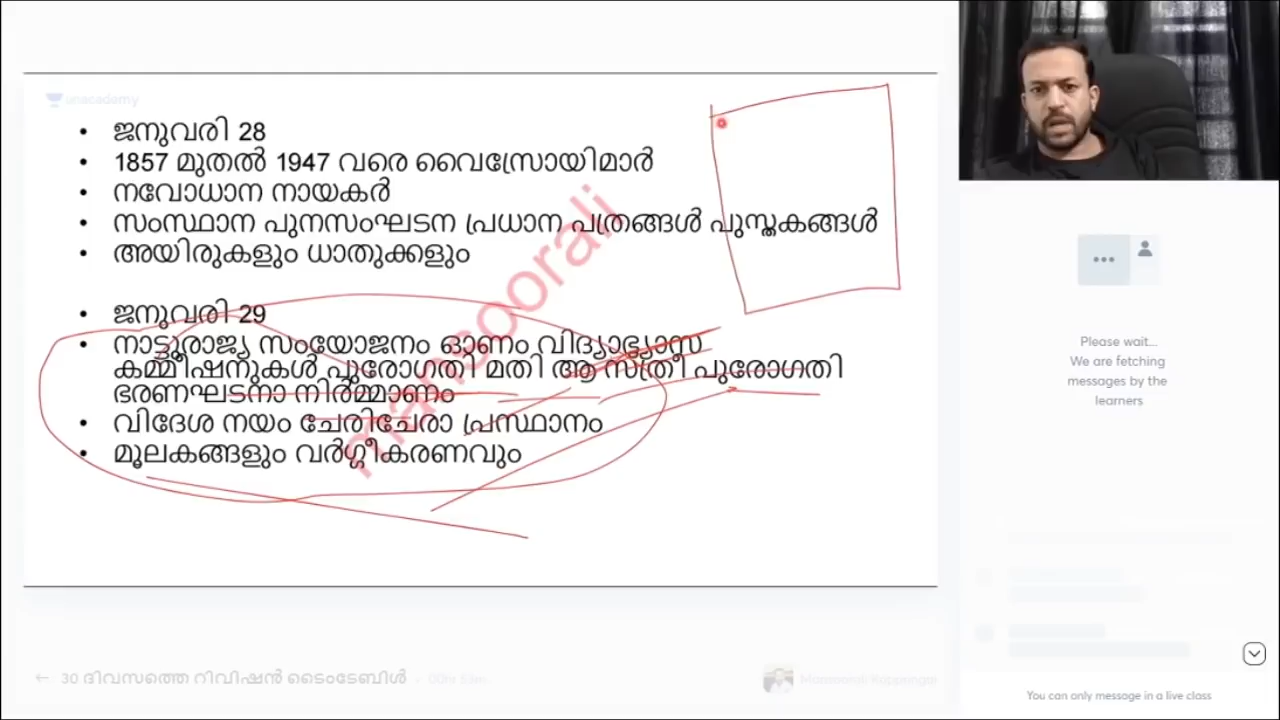 unacademy
ജനുവരി 28
1857 മുതൽ 1947 വരെ വൈസ്രോയിമാർ
നവോധാന നായകർ
സംസ്ഥാന പുനസംഘടന പ്രധാന പത്രങ്ങൾ പുസ്തകങ്ങൾ
അയിരുകളും ധാതുക്കളും
ജനുവരി 29
നാട്ടുരാജ്യ സംയോജനം ഓണം വിദ്യാഭ്യാസ
കമ്മീഷനുകൾ പുരോഗതി മതി ആ സ്ത്രീ പുരോഗതി
ഭരണഘടനാ നിർമ്മാണം
വിദേശ നയം ചേരിചേരാ പ്രസ്ഥാനം
മൂലകങ്ങളും വർഗ്ഗീകരണവും
mansoorali
30 ദിവസത്തെ റിവിഷൻ ടൈംടേബിൾ
Please wait...
We are fetching
messages by the
learners
You can only message in a live class